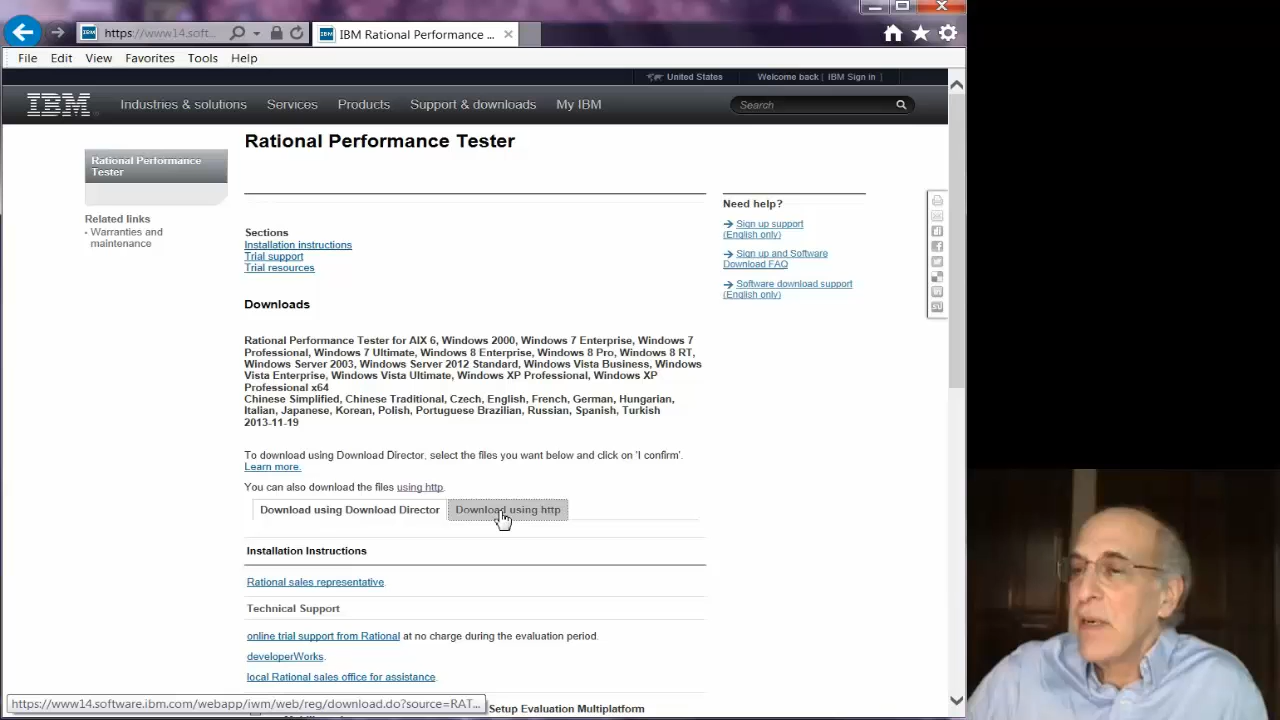 https://www14.soft...
IBM Rational Performance ...
File Edit View Favorites Tools Help
United States
Welcome back | IBM Sign in |
IBM
Industries & solutions Services Products Support & downloads My IBM
Search
Rational Performance Tester
Rational Performance
Tester
Related links
Warranties and
maintenance
Sections
Installation instructions
Trial support
Trial resources
Need help?
Sign up support
(English only)
Sign up and Software
Download FAQ
Software download support
(English only)
Downloads
Rational Performance Tester for AIX 6, Windows 2000, Windows 7 Enterprise, Windows 7
Professional, Windows 7 Ultimate, Windows 8 Enterprise, Windows 8 Pro, Windows 8 RT,
Windows Server 2003, Windows Server 2012 Standard, Windows Vista Business, Windows
Vista Enterprise, Windows Vista Ultimate, Windows XP Professional, Windows XP
Professional x64
Chinese Simplified, Chinese Traditional, Czech, English, French, German, Hungarian,
Italian, Japanese, Korean, Polish, Portuguese Brazilian, Russian, Spanish, Turkish
2013-11-19
To download using Download Director, select the files you want below and click on 'I confirm'.
Learn more.
You can also download the files using http.
Download using Download Director
Download using http
Installation Instructions
Rational sales representative
Technical Support
online trial support from Rational at no charge during the evaluation period.
developerWorks.
local Rational sales office for assistance.
https://www14.software.ibm.com/webapp/iwm/web/reg/download.do?source=RAT...
Setup Evaluation Multiplatform